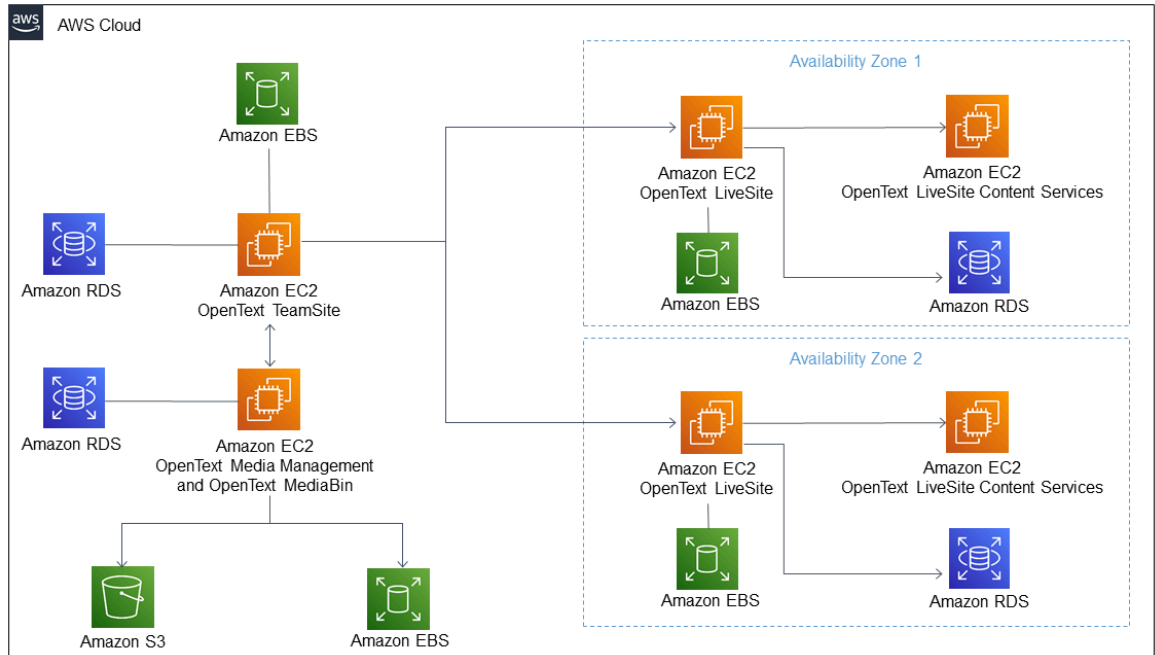 aws
AWS Cloud
Amazon EBS
Amazon RDS
Amazon EC2
OpenText TeamSite
Amazon RDS
Amazon EC2
OpenText Media Management
and OpenText MediaBin
Amazon S3
Amazon EBS
Availability Zone 1
Amazon EC2
OpenText LiveSite
Amazon EC2
OpenText LiveSite Content Services
Amazon EBS
Amazon RDS
Availability Zone 2
Amazon EC2
OpenText LiveSite
Amazon EC2
OpenText LiveSite Content Services
Amazon EBS
Amazon RDS